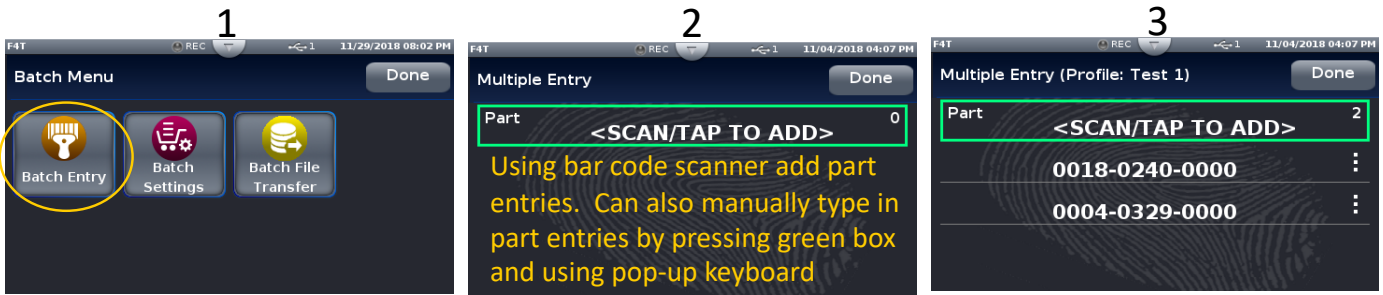 1
F4T REC 1 11/29/2018 08:02 PM
Batch Menu Done
Batch Entry
Batch Settings
Batch File Transfer
2
F4T REC 1 11/04/2018 04:07 PM
Multiple Entry Done
Part 0
<SCAN/TAP TO ADD>
Using bar code scanner add part
entries. Can also manually type in
part entries by pressing green box
and using pop-up keyboard
3
F4T REC 1 11/04/2018 04:07 PM
Multiple Entry (Profile: Test 1) Done
Part 2
<SCAN/TAP TO ADD>
0018-0240-0000
0004-0329-0000